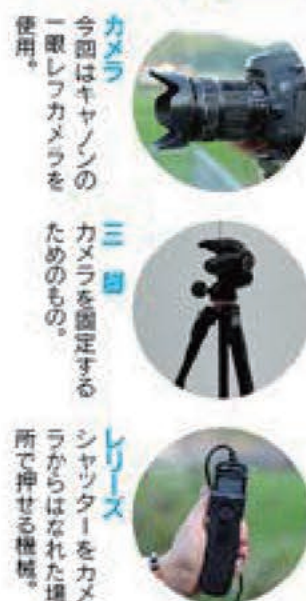 カメラ
今回はキャノンの
一眼レフカメラを
使用。
三脚
カメラを固定する
ためのもの。
レリーズ
シャッターをカメ
ラからはなれた場
所で押せる機械。